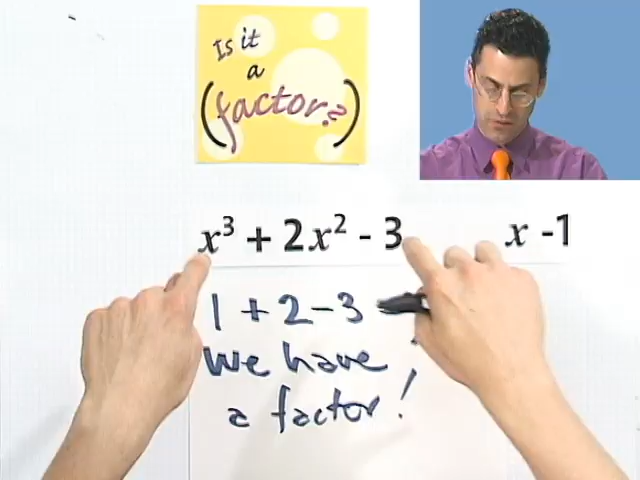 Is it
a
(factor?)
x³ + 2x² - 3
x - 1
1 + 2 - 3
we have
a factor!